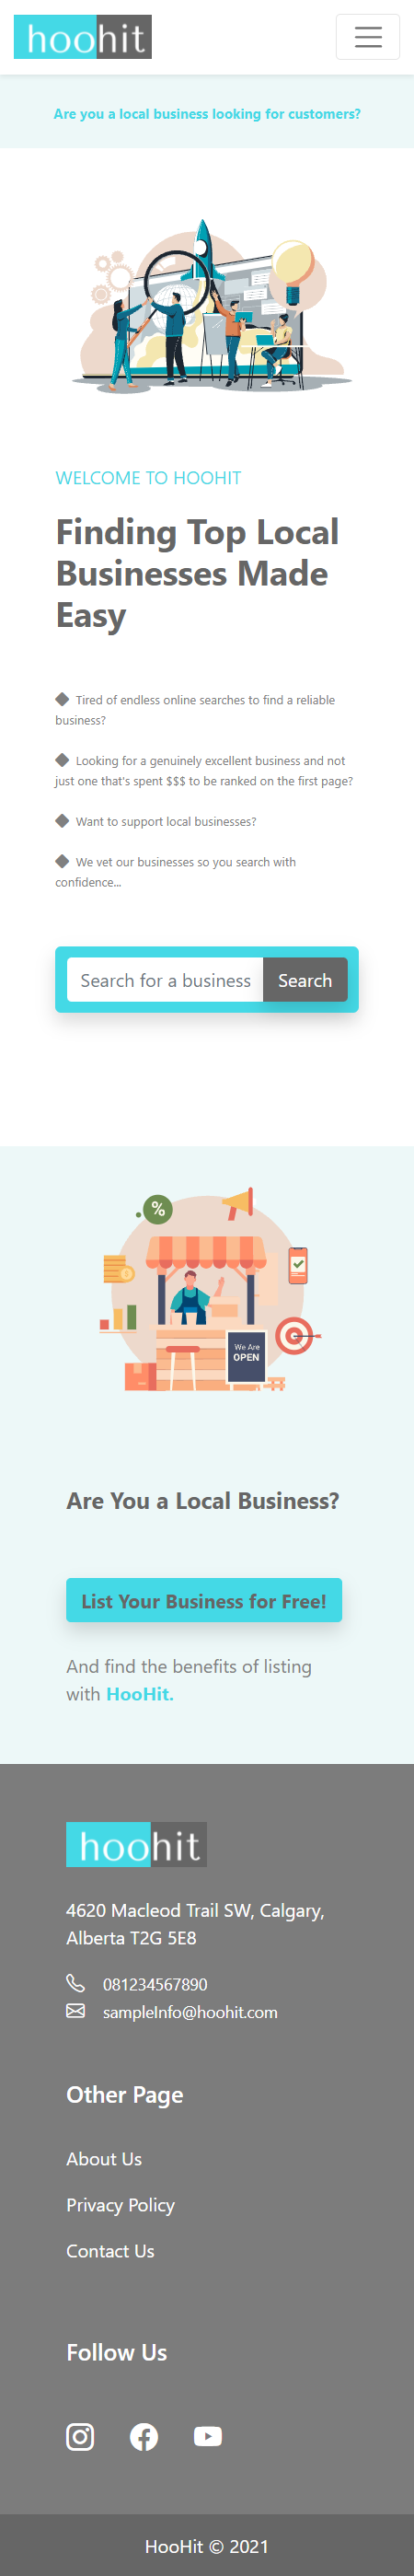 hoohit
Are you a local business looking for customers?
WELCOME TO HOOHIT
Finding Top Local
Businesses Made
Easy
Tired of endless online searches to find a reliable
business?
Looking for a genuinely excellent business and not
just one that's spent $$$ to be ranked on the first page?
Want to support local businesses?
We vet our businesses so you search with
confidence...
Search for a business Search
%
We Are
OPEN
Are You a Local Business?
List Your Business for Free!
And find the benefits of listing
with HooHit.
hoohit
4620 Macleod Trail SW, Calgary,
Alberta T2G 5E8
081234567890
sampleInfo@hoohit.com
Other Page
About Us
Privacy Policy
Contact Us
Follow Us
HooHit © 2021